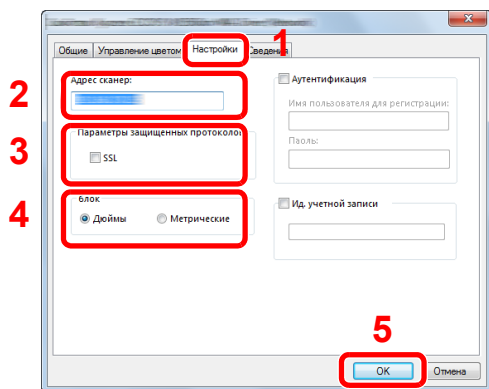 1
Общие Управление цветом Настройки Сведения
2
Адрес сканер:
Аутентификация
Имя пользователя для регистрации:
3
Параметры защищенных протоколов
Паоль:
SSL
4
блок
Дюймы Метрические
Ид. учетной записи
5
OK Отмена